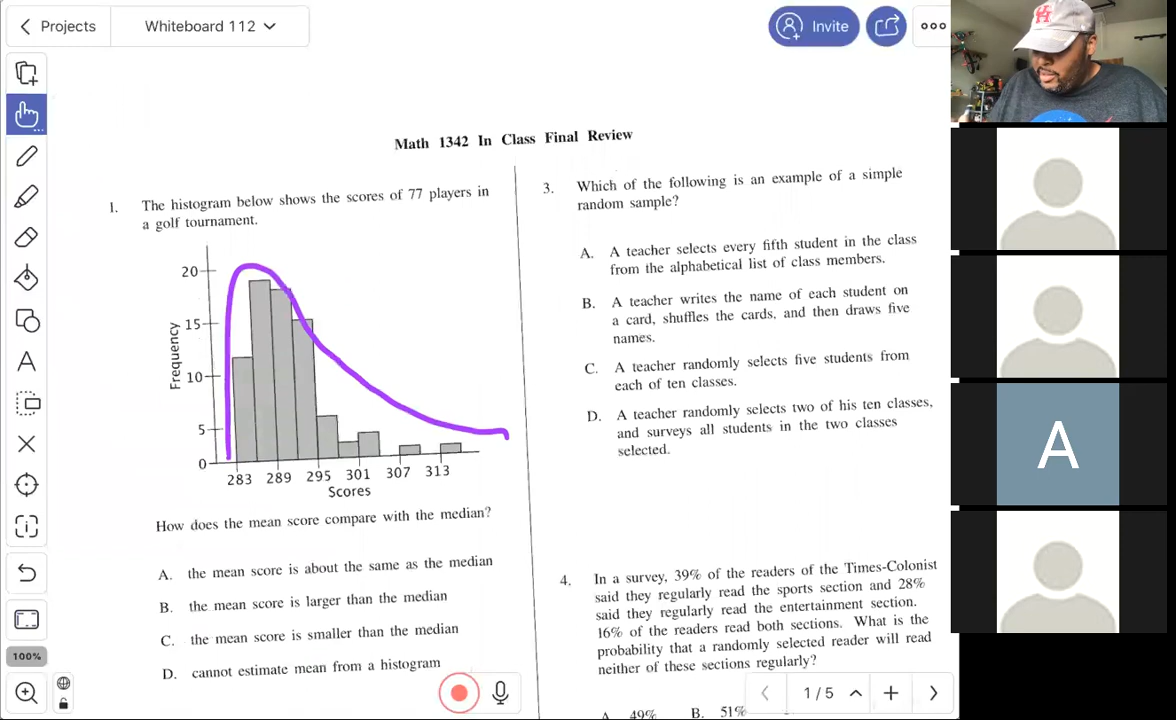 Projects
Whiteboard 112
Invite
Math 1342 In Class Final Review
1. The histogram below shows the scores of 77 players in
a golf tournament.
20
15
10
5
0
Frequency
283 289 295 301 307 313
Scores
How does the mean score compare with the median?
A. the mean score is about the same as the median
B. the mean score is larger than the median
C. the mean score is smaller than the median
D. cannot estimate mean from a histogram
3. Which of the following is an example of a simple
random sample?
A. A teacher selects every fifth student in the class
from the alphabetical list of class members.
B. A teacher writes the name of each student on
a card, shuffles the cards, and then draws five
names.
C. A teacher randomly selects five students from
each of ten classes.
D. A teacher randomly selects two of his ten classes,
and surveys all students in the two classes
selected.
4. In a survey, 39% of the readers of the Times-Colonist
said they regularly read the sports section and 28%
said they regularly read the entertainment section.
16% of the readers read both sections. What is the
probability that a randomly selected reader will read
neither of these sections regularly?
A. 49% B. 51%
A
100%
1/5
A